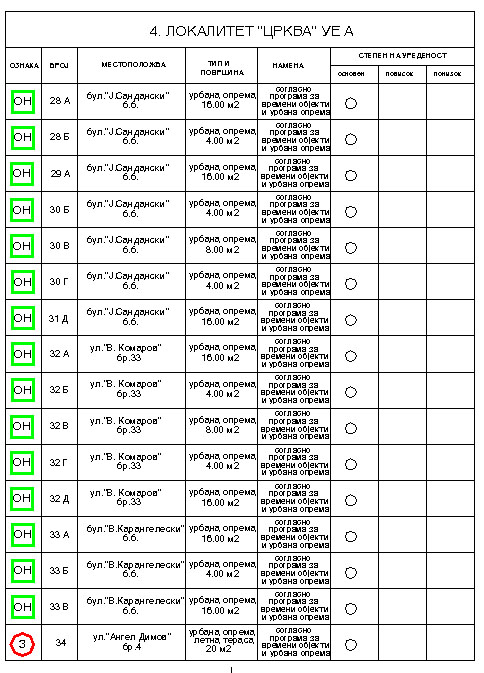 4. ЛОКАЛИТЕТ "ЦРКВА" УЕ А
ОЗНАКА БРОЈ МЕСТОПОЛОЖБА ТИП И ПОВРШИНА НАМЕНА СТЕПЕН НА УРЕДЕНОСТ
основен повисок понизок
ОН 28 А бул."Ј.Сандански" б.б. урбана, опрема, 16.00 м2 согласно програма за времени објекти и урбана опрема
ОН 28 Б бул."Ј.Сандански" б.б. урбана, опрема, 4.00 м2 согласно програма за времени објекти и урбана опрема
ОН 29 А бул."Ј.Сандански" б.б. урбана, опрема, 16.00 м2 согласно програма за времени објекти и урбана опрема
ОН 30 Б бул."Ј.Сандански" б.б. урбана, опрема, 4.00 м2 согласно програма за времени објекти и урбана опрема
ОН 30 В бул."Ј.Сандански" б.б. урбана, опрема, 8.00 м2 согласно програма за времени објекти и урбана опрема
ОН 30 Г бул."Ј.Сандански" б.б. урбана, опрема, 4.00 м2 согласно програма за времени објекти и урбана опрема
ОН 31 Д бул."Ј.Сандански" б.б. урбана, опрема, 16.00 м2 согласно програма за времени објекти и урбана опрема
ОН 32 А ул."В. Комаров" бр.33 урбана, опрема, 16.00 м2 согласно програма за времени објекти и урбана опрема
ОН 32 Б ул."В. Комаров" бр.33 урбана, опрема, 4.00 м2 согласно програма за времени објекти и урбана опрема
ОН 32 В ул."В. Комаров" бр.33 урбана, опрема, 8.00 м2 согласно програма за времени објекти и урбана опрема
ОН 32 Г ул."В. Комаров" бр.33 урбана, опрема, 4.00 м2 согласно програма за времени објекти и урбана опрема
ОН 32 Д ул."В. Комаров" бр.33 урбана, опрема, 16.00 м2 согласно програма за времени објекти и урбана опрема
ОН 33 А бул."В.Карангелески" б.б. урбана, опрема, 16.00 м2 согласно програма за времени објекти и урбана опрема
ОН 33 Б бул."В.Карангелески" б.б. урбана, опрема, 4.00 м2 согласно програма за времени објекти и урбана опрема
ОН 33 В бул."В.Карангелески" б.б. урбана, опрема, 16.00 м2 согласно програма за времени објекти и урбана опрема
3 34 ул."Ангел Димов" бр.4 урбана, опрема, летна, тераса, 20 м2 согласно програма за времени објекти и урбана опрема